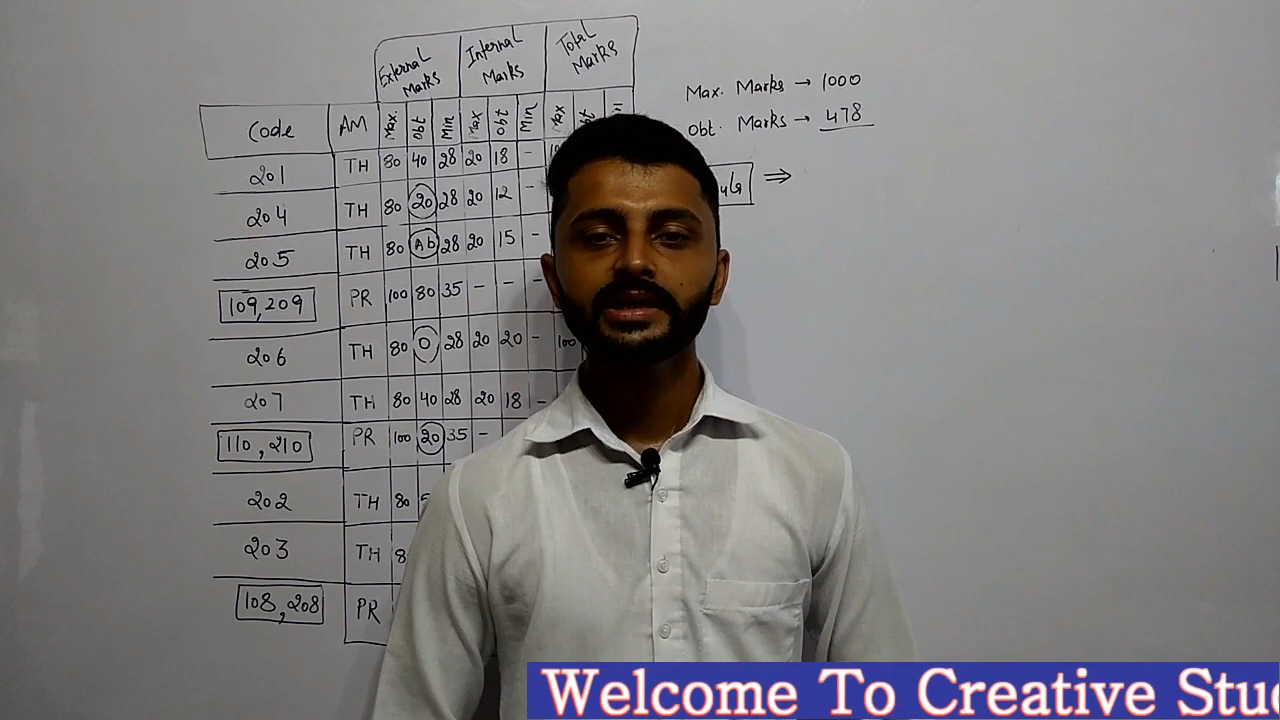 External Marks Internal Marks Total Marks
Code AM Max. Obt Min Max Obt Min Max
201 TH 80 40 28 20 18 -
204 TH 80 20 28 20 12 -
205 TH 80 Ab 28 20 15 -
109,209 PR 100 80 35 - - -
206 TH 80 0 28 20 20 - 100
207 TH 80 40 28 20 18 -
110,210 PR 100 20 35 -
202 TH 80
203 TH 8
108,208 PR
Max. Marks → 1000
Obt. Marks → 478
⇒
Welcome To Creative Stu